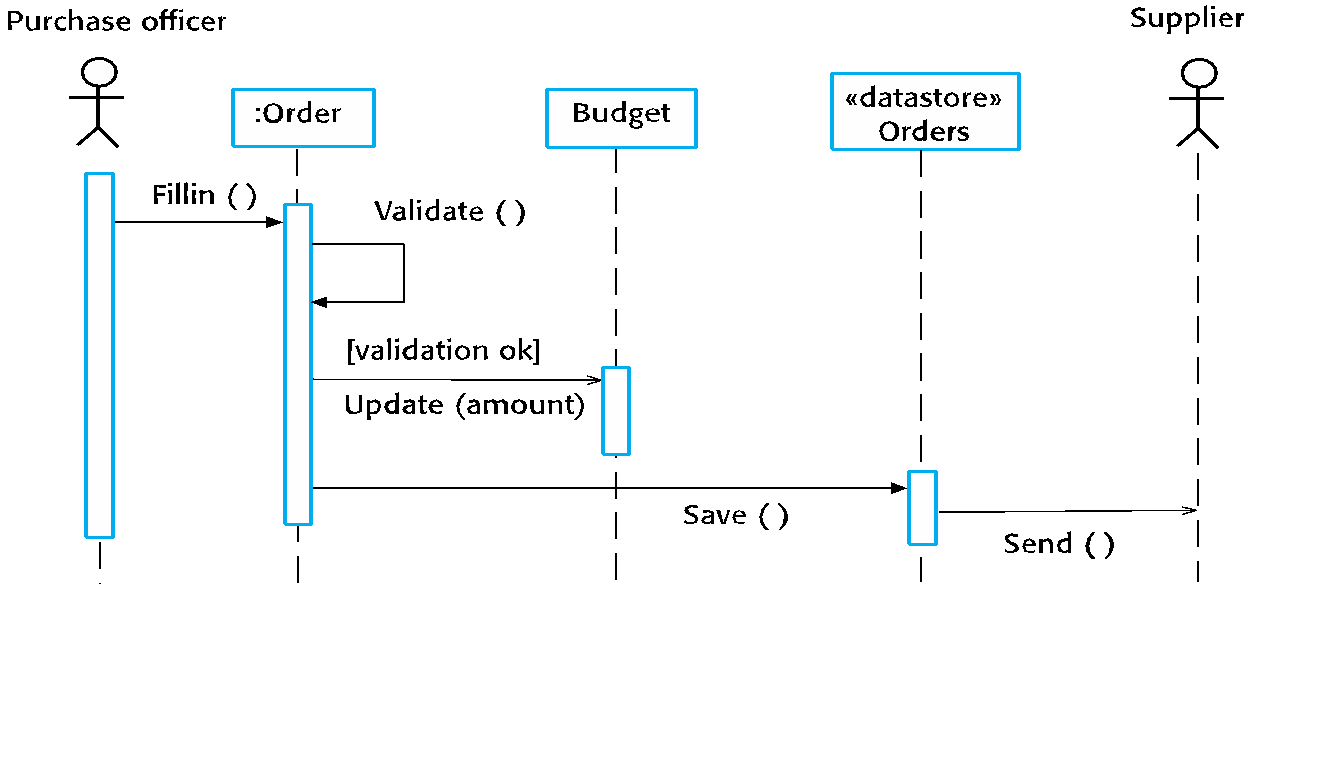 Purchase officer
Supplier
:Order
Budget
«datastore»
Orders
Fillin ( )
Validate ( )
[validation ok]
Update (amount)
Save ( )
Send ( )